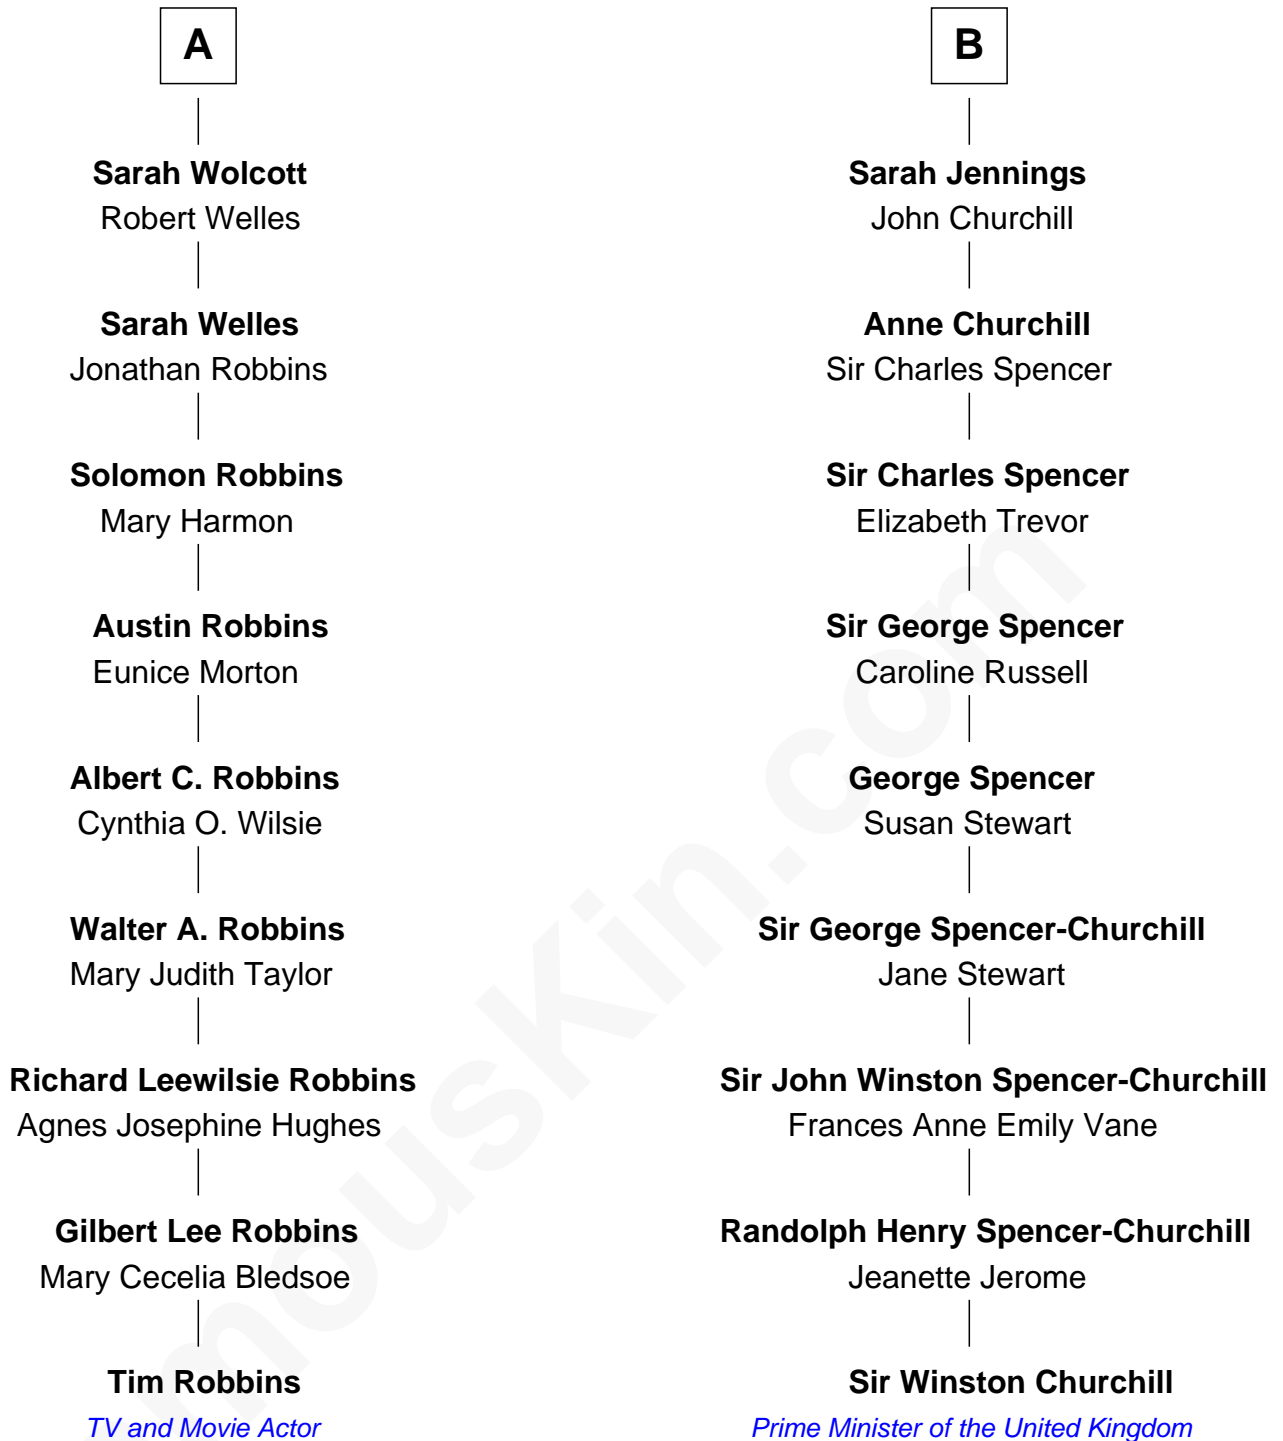 A
Sarah Wolcott
Robert Welles
Sarah Welles
Jonathan Robbins
Solomon Robbins
Mary Harmon
Austin Robbins
Eunice Morton
Albert C. Robbins
Cynthia O. Wilsie
Walter A. Robbins
Mary Judith Taylor
Richard Leewilsie Robbins
Agnes Josephine Hughes
Gilbert Lee Robbins
Mary Cecelia Bledsoe
Tim Robbins
TV and Movie Actor
B
Sarah Jennings
John Churchill
Anne Churchill
Sir Charles Spencer
Sir Charles Spencer
Elizabeth Trevor
Sir George Spencer
Caroline Russell
George Spencer
Susan Stewart
Sir George Spencer-Churchill
Jane Stewart
Sir John Winston Spencer-Churchill
Frances Anne Emily Vane
Randolph Henry Spencer-Churchill
Jeanette Jerome
Sir Winston Churchill
Prime Minister of the United Kingdom
mouskin.com